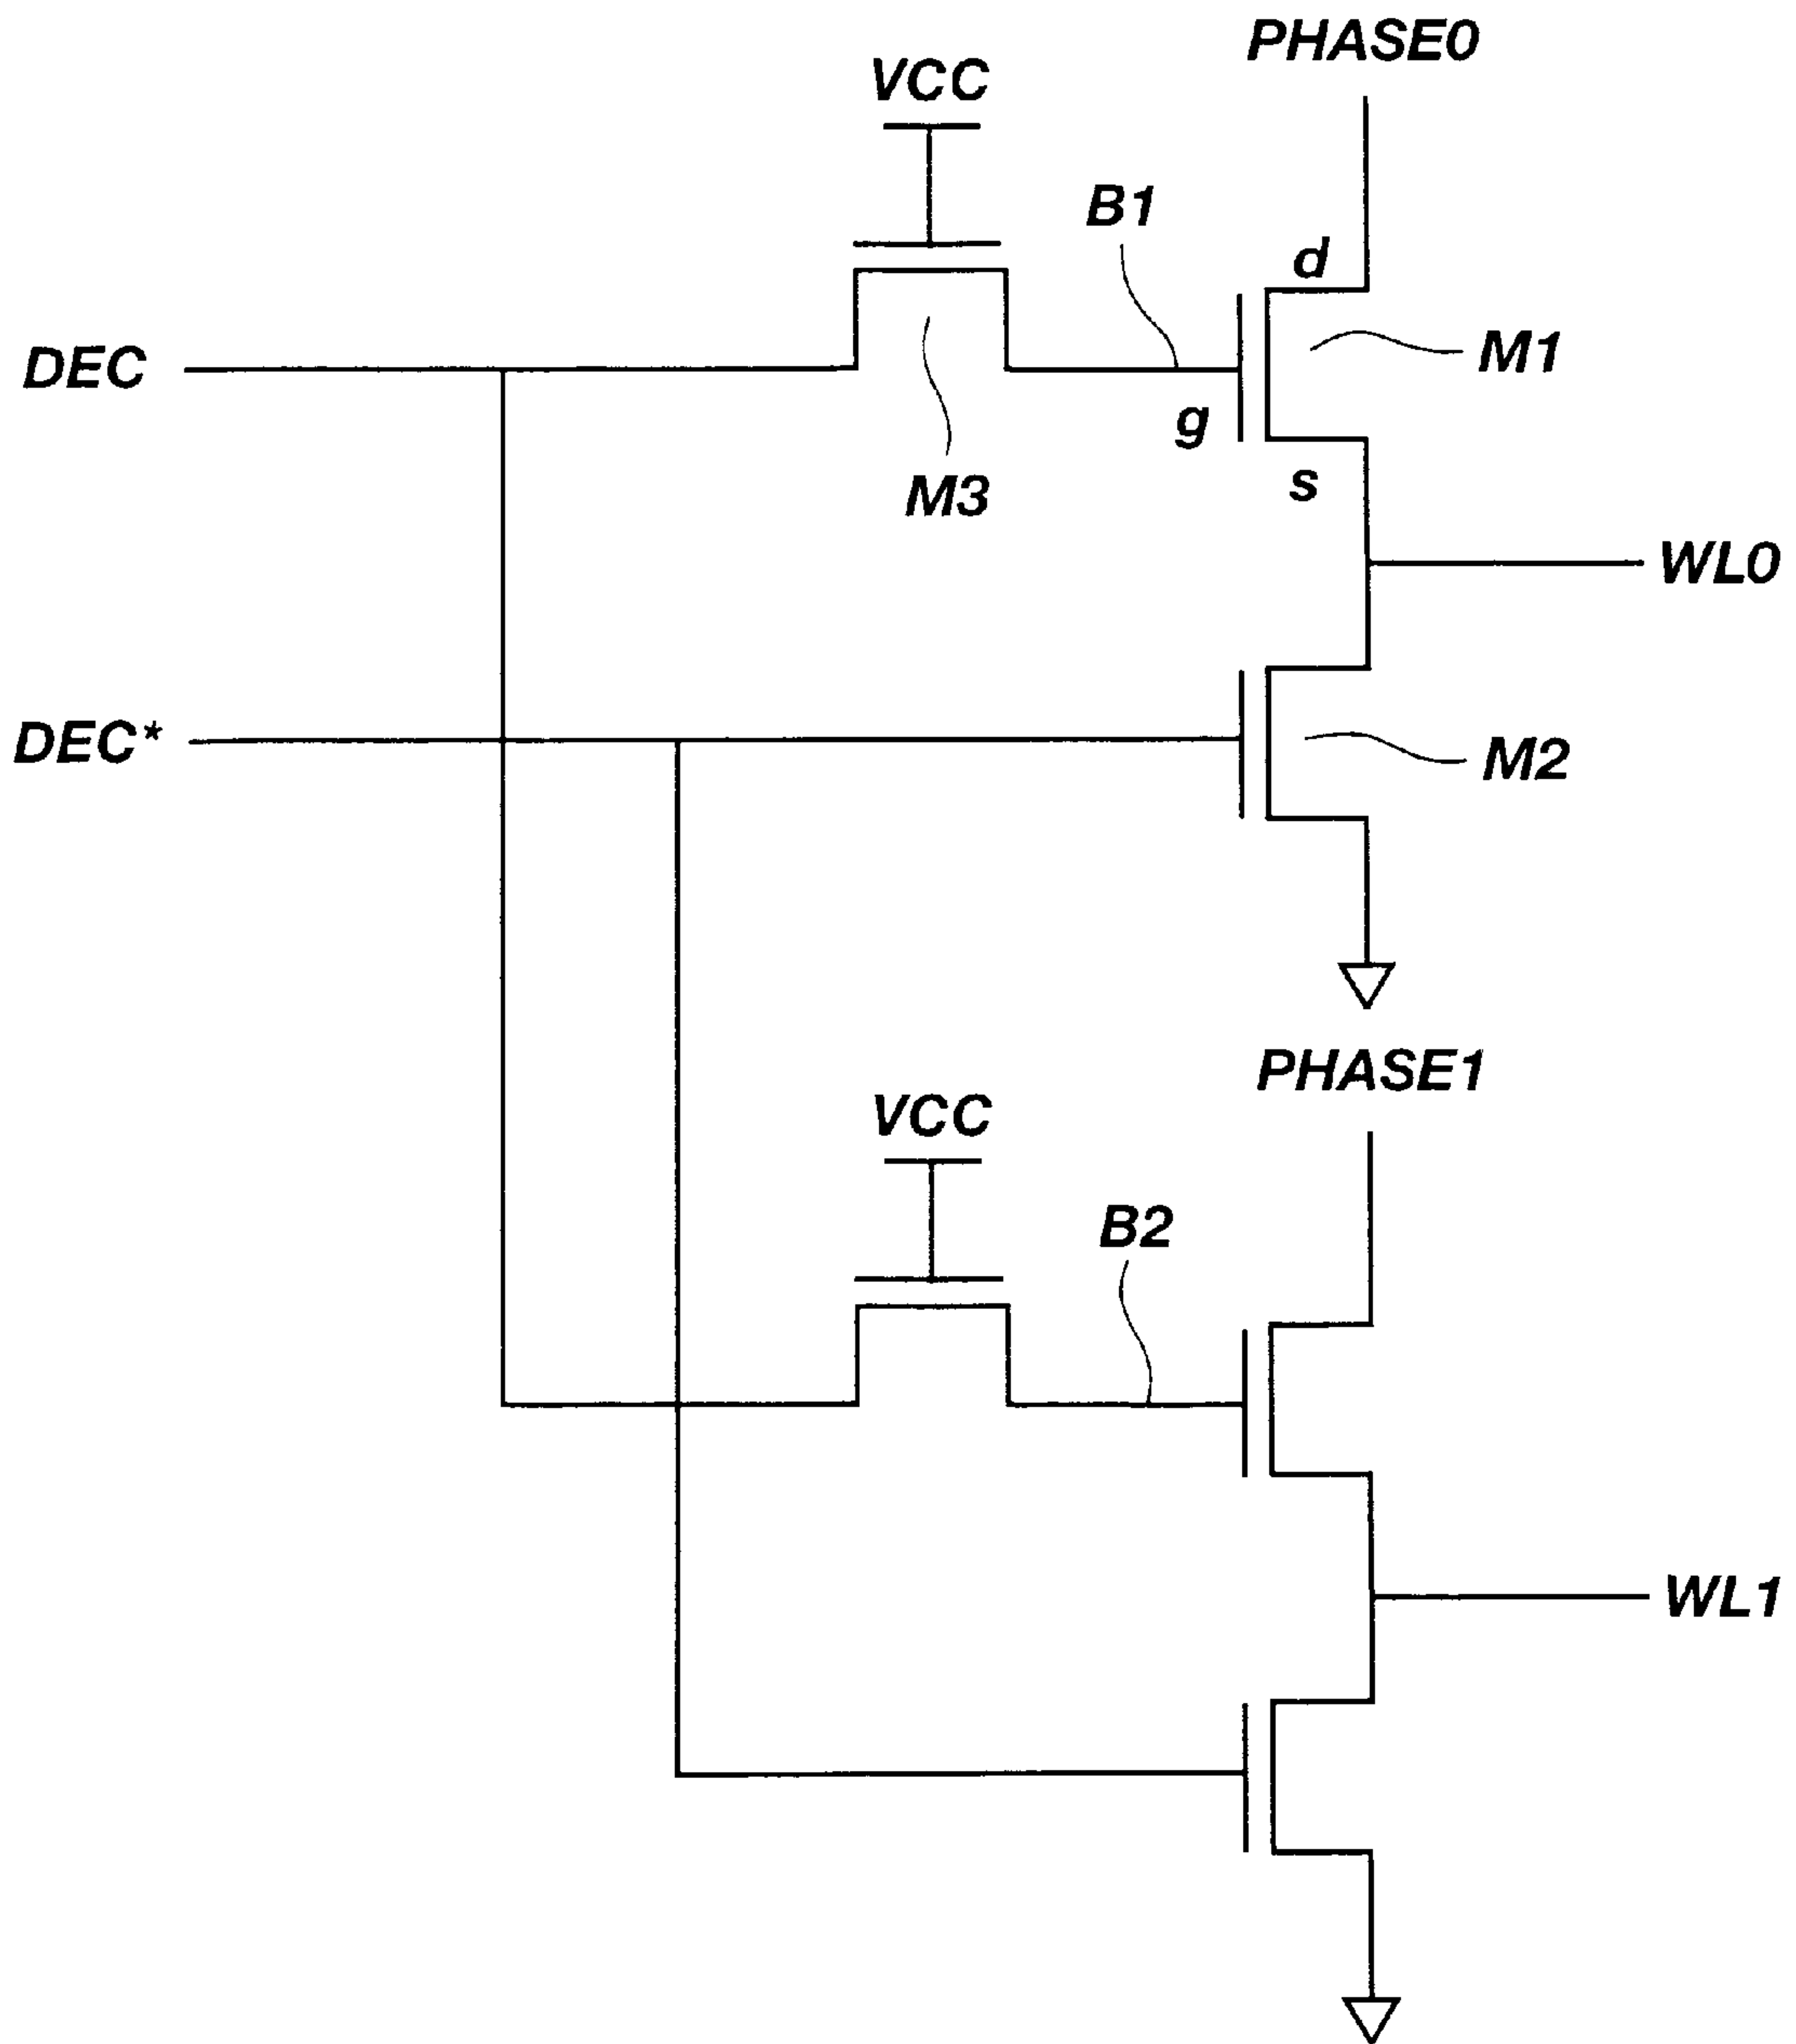 PHASE0
VCC
B1
d
DEC
M1
g
M3
s
WL0
DEC*
M2
PHASE1
VCC
B2
WL1